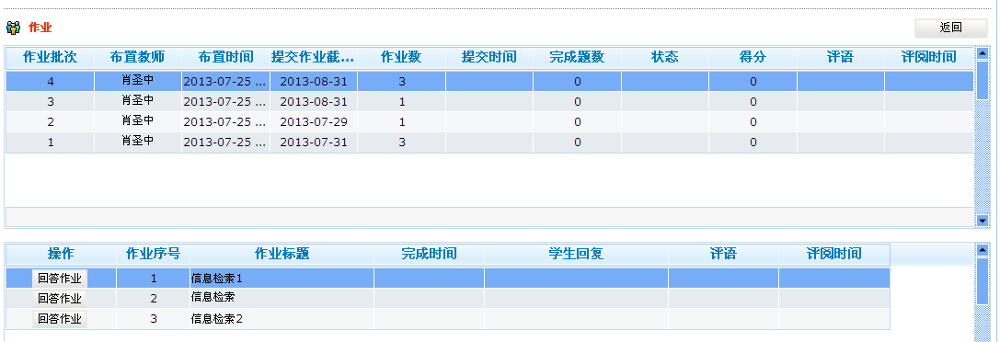 作业
返回
作业批次 布置教师 布置时间 提交作业截... 作业数 提交时间 完成题数 状态 得分 评语 评阅时间
4 肖圣中 2013-07-25 ... 2013-08-31 3 0 0
3 肖圣中 2013-07-25 ... 2013-08-31 1 0 0
2 肖圣中 2013-07-25 ... 2013-07-29 1 0 0
1 肖圣中 2013-07-25 ... 2013-07-31 3 0 0
操作 作业序号 作业标题 完成时间 学生回复 评语 评阅时间
回答作业 1 信息检索1
回答作业 2 信息检索
回答作业 3 信息检索2